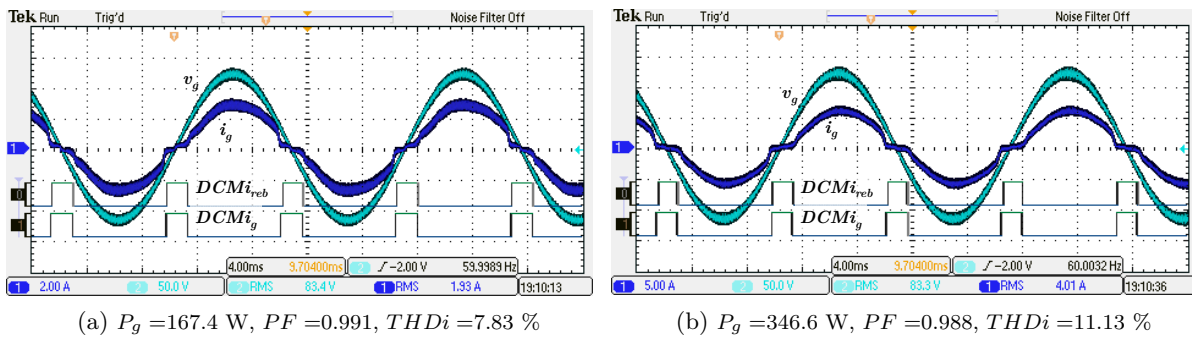 Tek Run Trig'd Noise Filter Off
v_g
i_g
1
DCMi_reb
0
DCMi_g
1
4.00ms 9.70400ms 2 ∫ −2.00 V 59.9989 Hz
1 2.00 A 2 50.0 V 2 RMS 83.4 V 1 RMS 1.93 A 19:10:13
(a) P_g =167.4 W, PF =0.991, THDi =7.83 %
Tek Run Trig'd Noise Filter Off
v_g
i_g
1
DCMi_reb
0
DCMi_g
1
4.00ms 9.70400ms 2 ∫ −2.00 V 60.0032 Hz
1 5.00 A 2 50.0 V 2 RMS 83.3 V 1 RMS 4.01 A 19:10:36
(b) P_g =346.6 W, PF =0.988, THDi =11.13 %